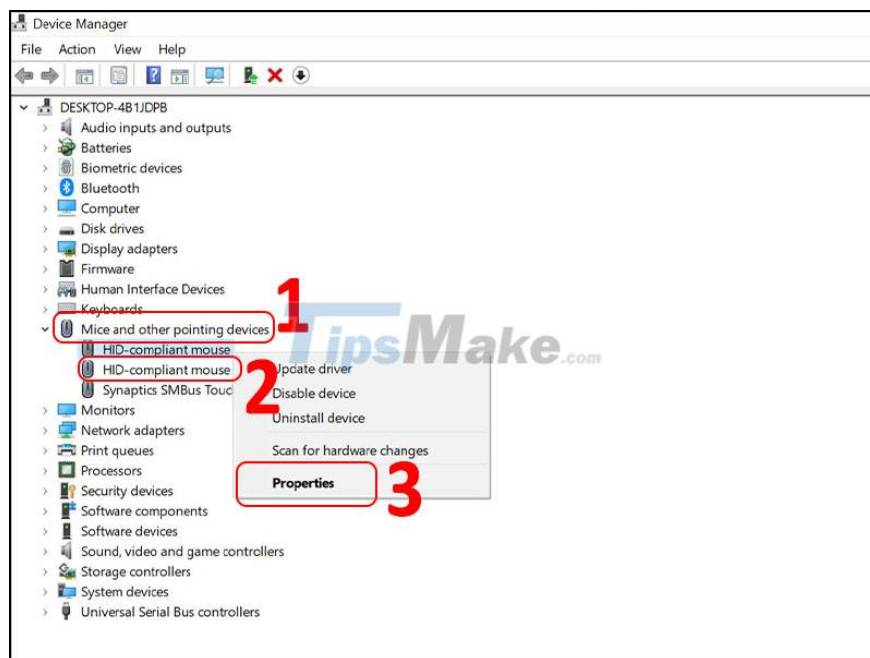 Device Manager
File Action View Help
DESKTOP-4B1JDPB
Audio inputs and outputs
Batteries
Biometric devices
Bluetooth
Computer
Disk drives
Display adapters
Firmware
Human Interface Devices
Keyboards
1
Mice and other pointing devices
TipsMake.com
HID-compliant mouse
HID-compliant mouse
2
Update driver
Synaptics SMBus Touc
Disable device
Monitors
Uninstall device
Network adapters
Print queues
Scan for hardware changes
Processors
Security devices
Properties
3
Software components
Software devices
Sound, video and game controllers
Storage controllers
System devices
Universal Serial Bus controllers